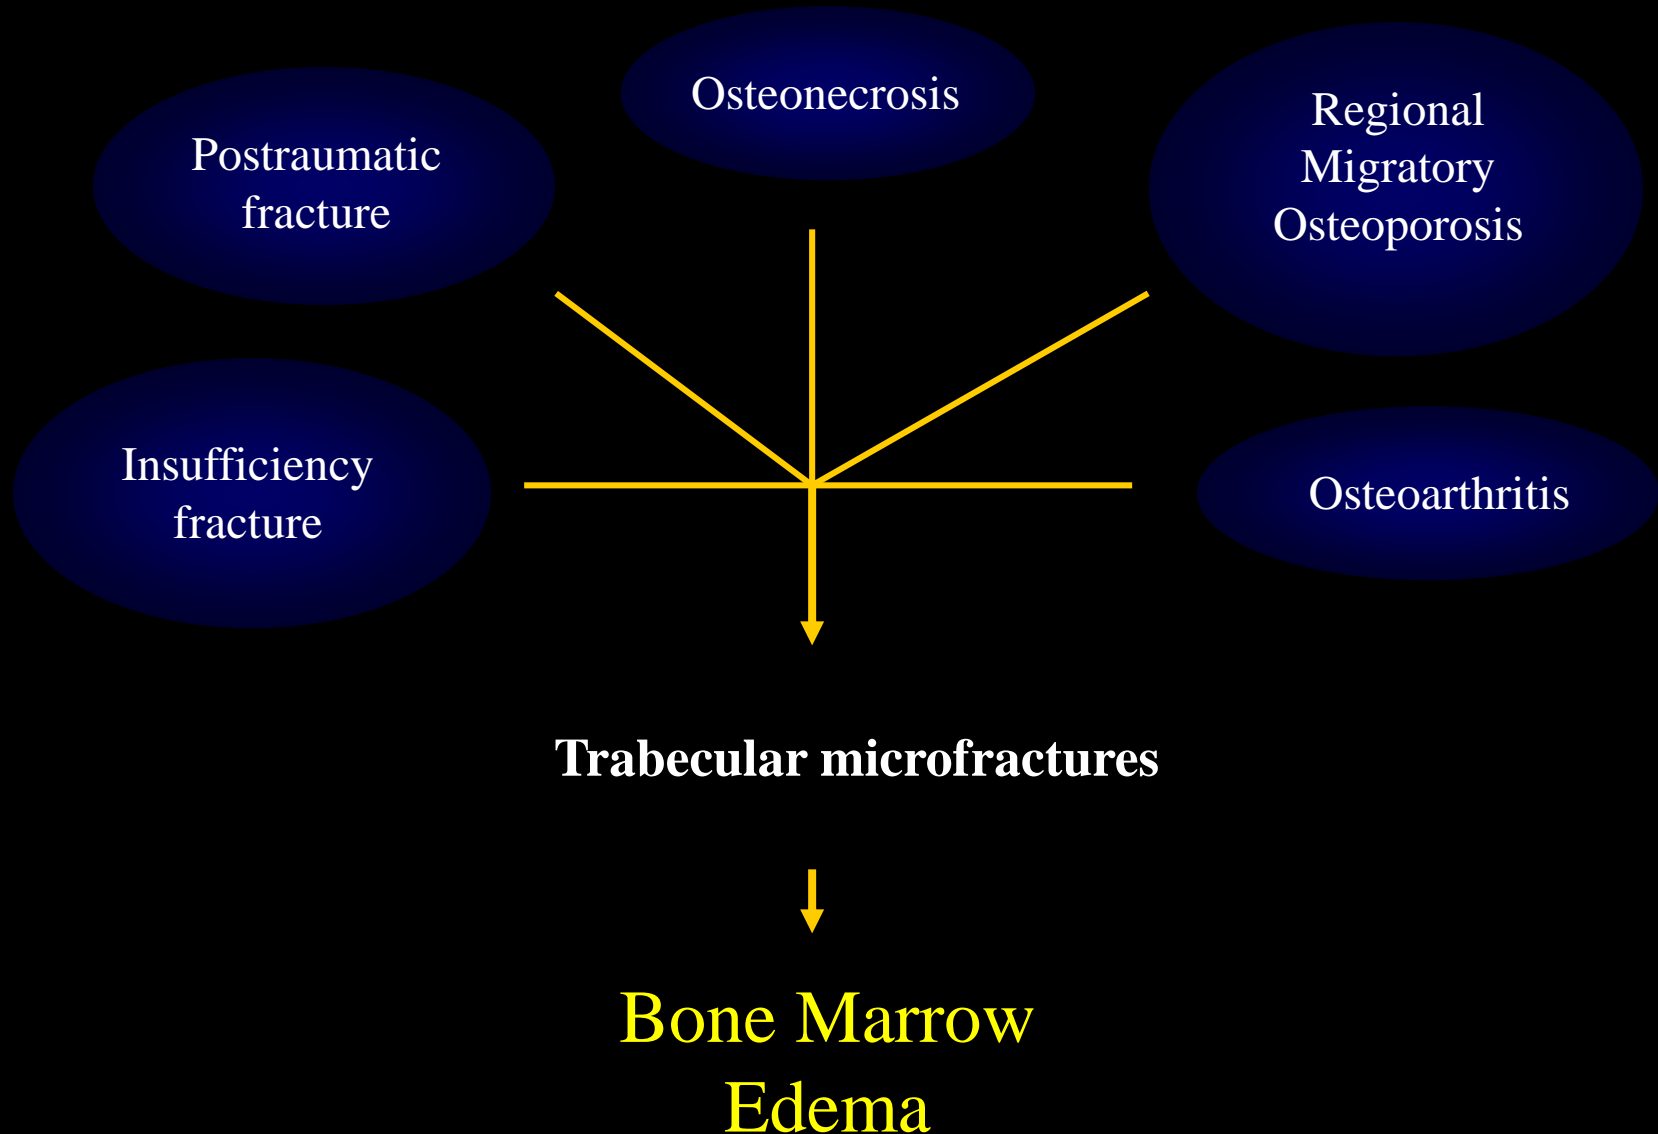 Osteonecrosis
Postraumatic
fracture
Regional
Migratory
Osteoporosis
Insufficiency
fracture
Osteoarthritis
Trabecular microfractures
Bone Marrow
Edema